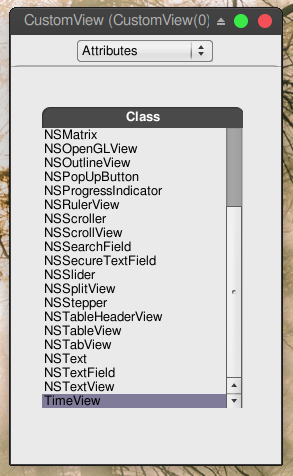 CustomView (CustomView(0)
Attributes
Class
NSMatrix
NSOpenGLView
NSOutlineView
NSPopUpButton
NSProgressIndicator
NSRulerView
NSScroller
NSScrollView
NSSearchField
NSSecureTextField
NSSlider
NSSplitView
NSStepper
NSTableHeaderView
NSTableView
NSTabView
NSText
NSTextField
NSTextView
TimeView